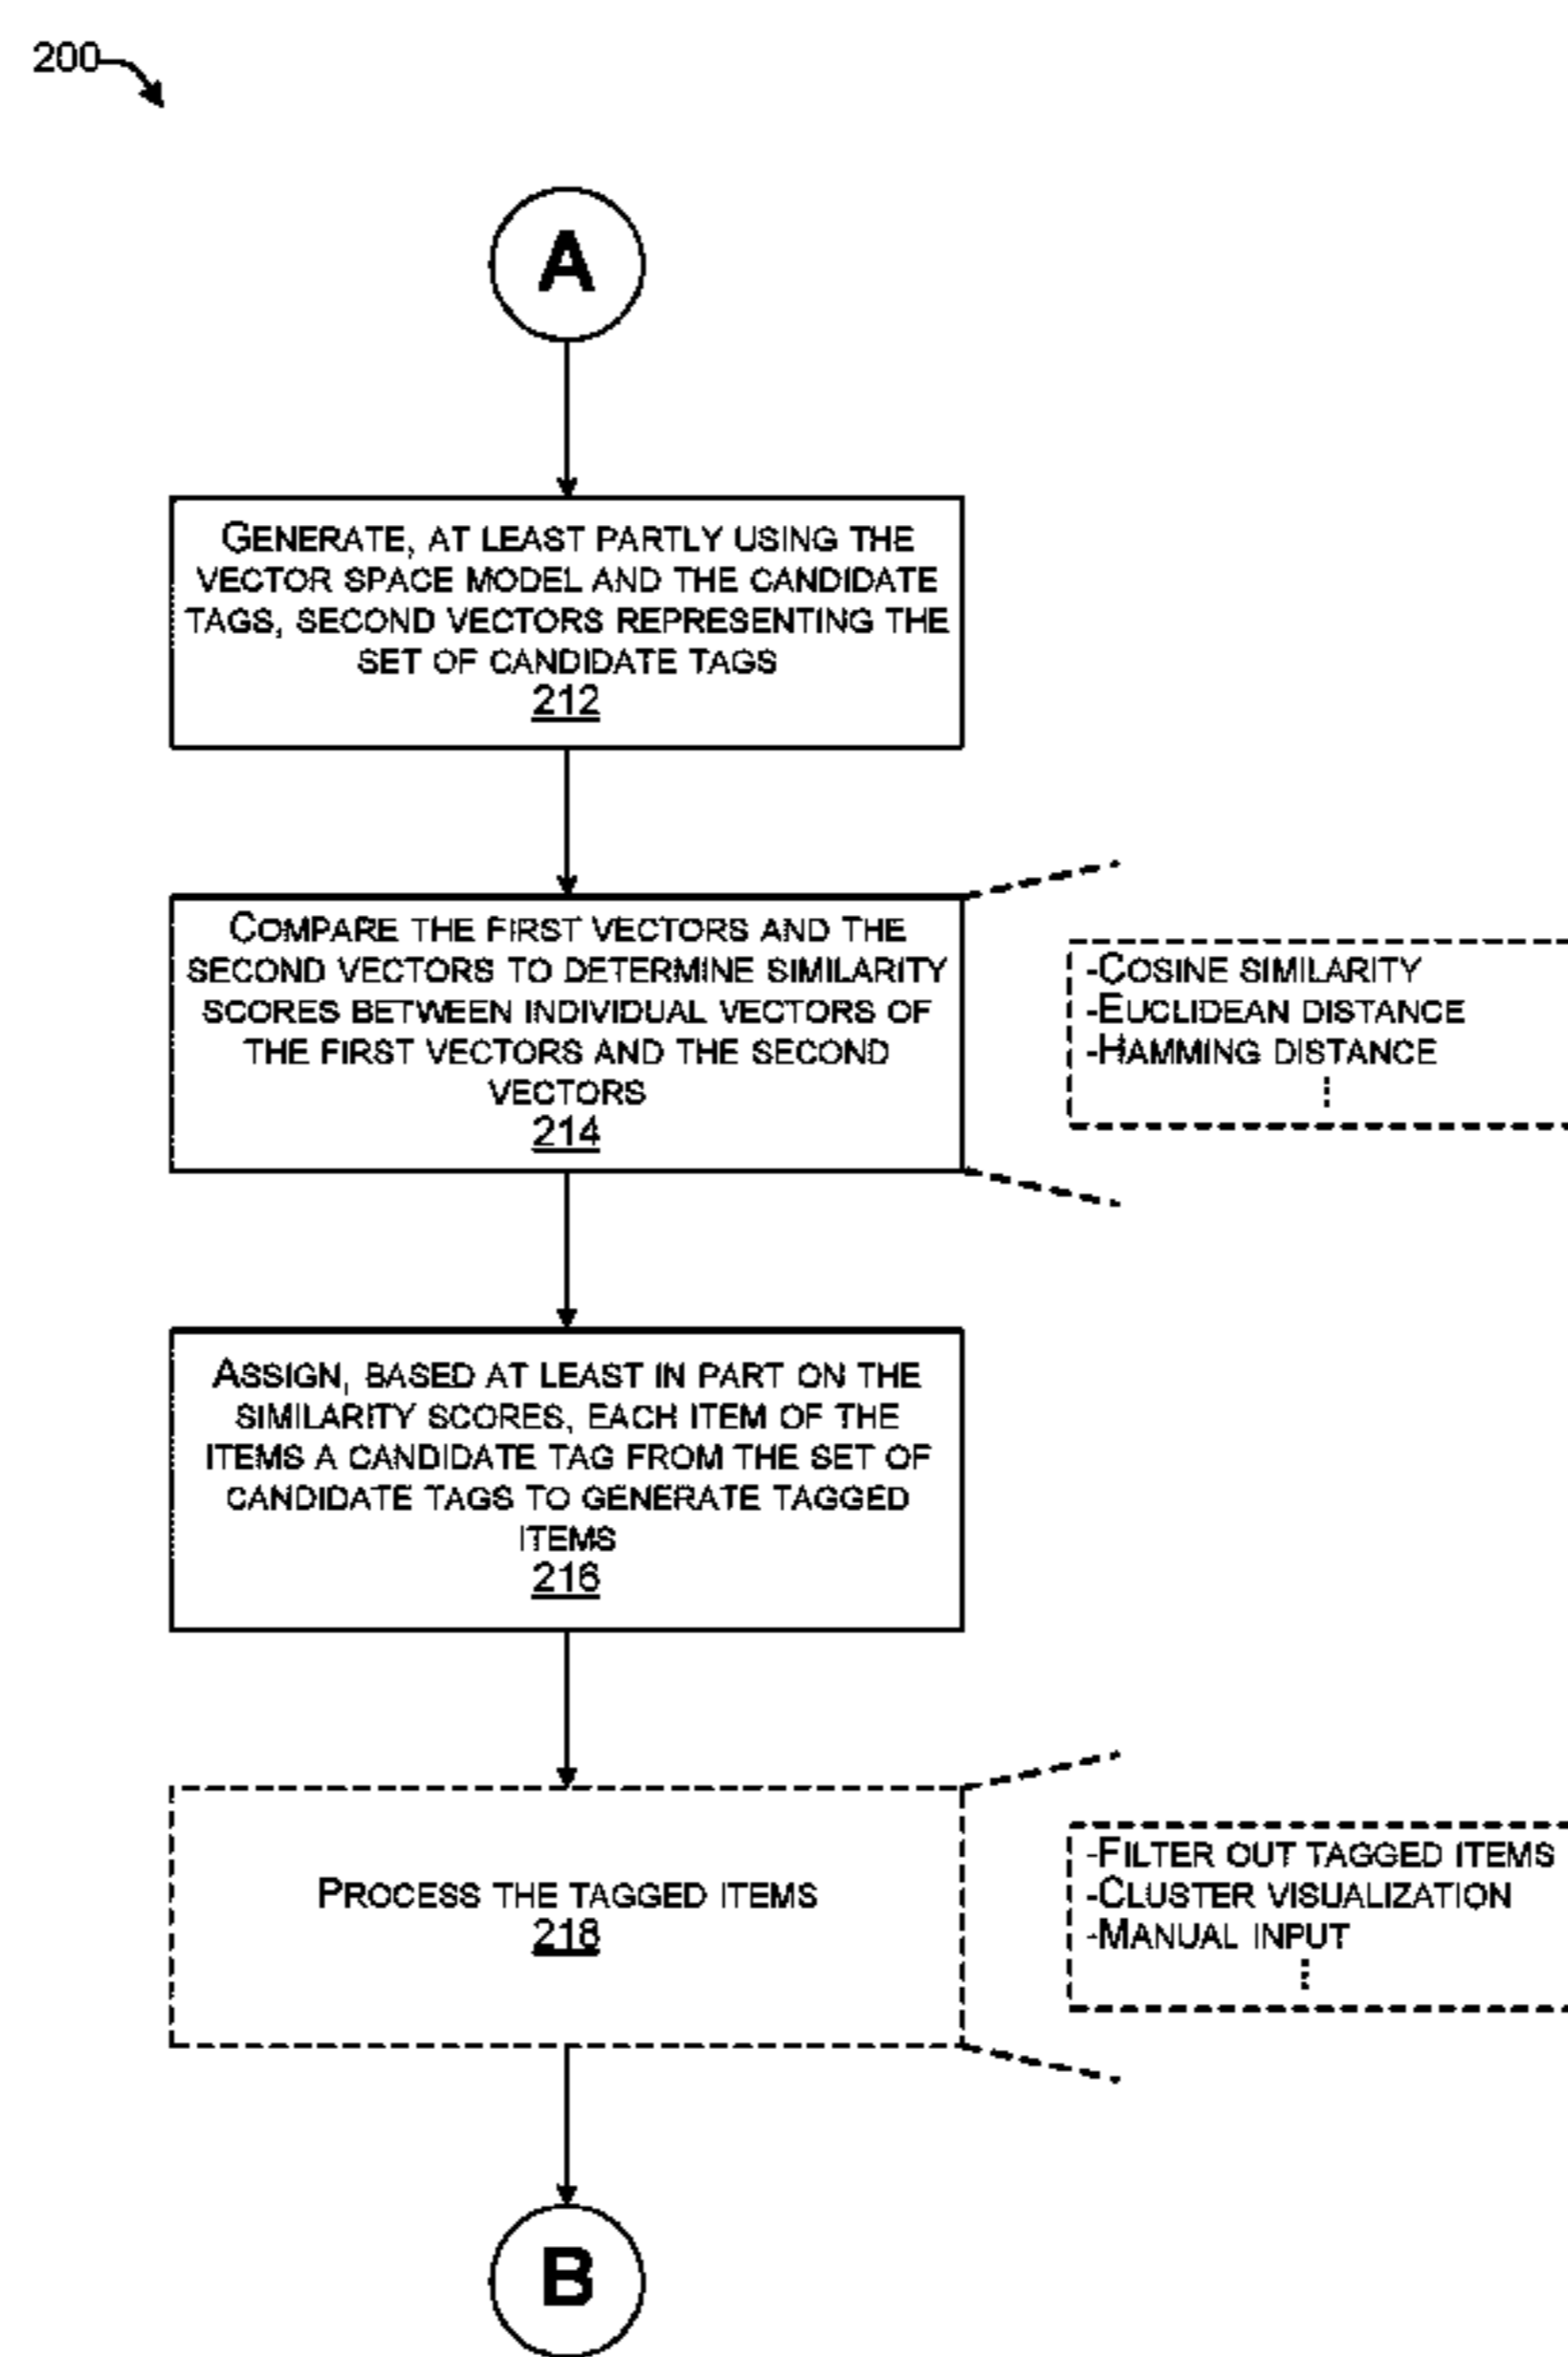 200
A
GENERATE, AT LEAST PARTLY USING THE
VECTOR SPACE MODEL AND THE CANDIDATE
TAGS, SECOND VECTORS REPRESENTING THE
SET OF CANDIDATE TAGS
212
COMPARE THE FIRST VECTORS AND THE
SECOND VECTORS TO DETERMINE SIMILARITY
SCORES BETWEEN INDIVIDUAL VECTORS OF
THE FIRST VECTORS AND THE SECOND
VECTORS
214
-COSINE SIMILARITY
-EUCLIDEAN DISTANCE
-HAMMING DISTANCE
ASSIGN, BASED AT LEAST IN PART ON THE
SIMILARITY SCORES, EACH ITEM OF THE
ITEMS A CANDIDATE TAG FROM THE SET OF
CANDIDATE TAGS TO GENERATE TAGGED
ITEMS
216
PROCESS THE TAGGED ITEMS
218
-FILTER OUT TAGGED ITEMS
-CLUSTER VISUALIZATION
-MANUAL INPUT
B